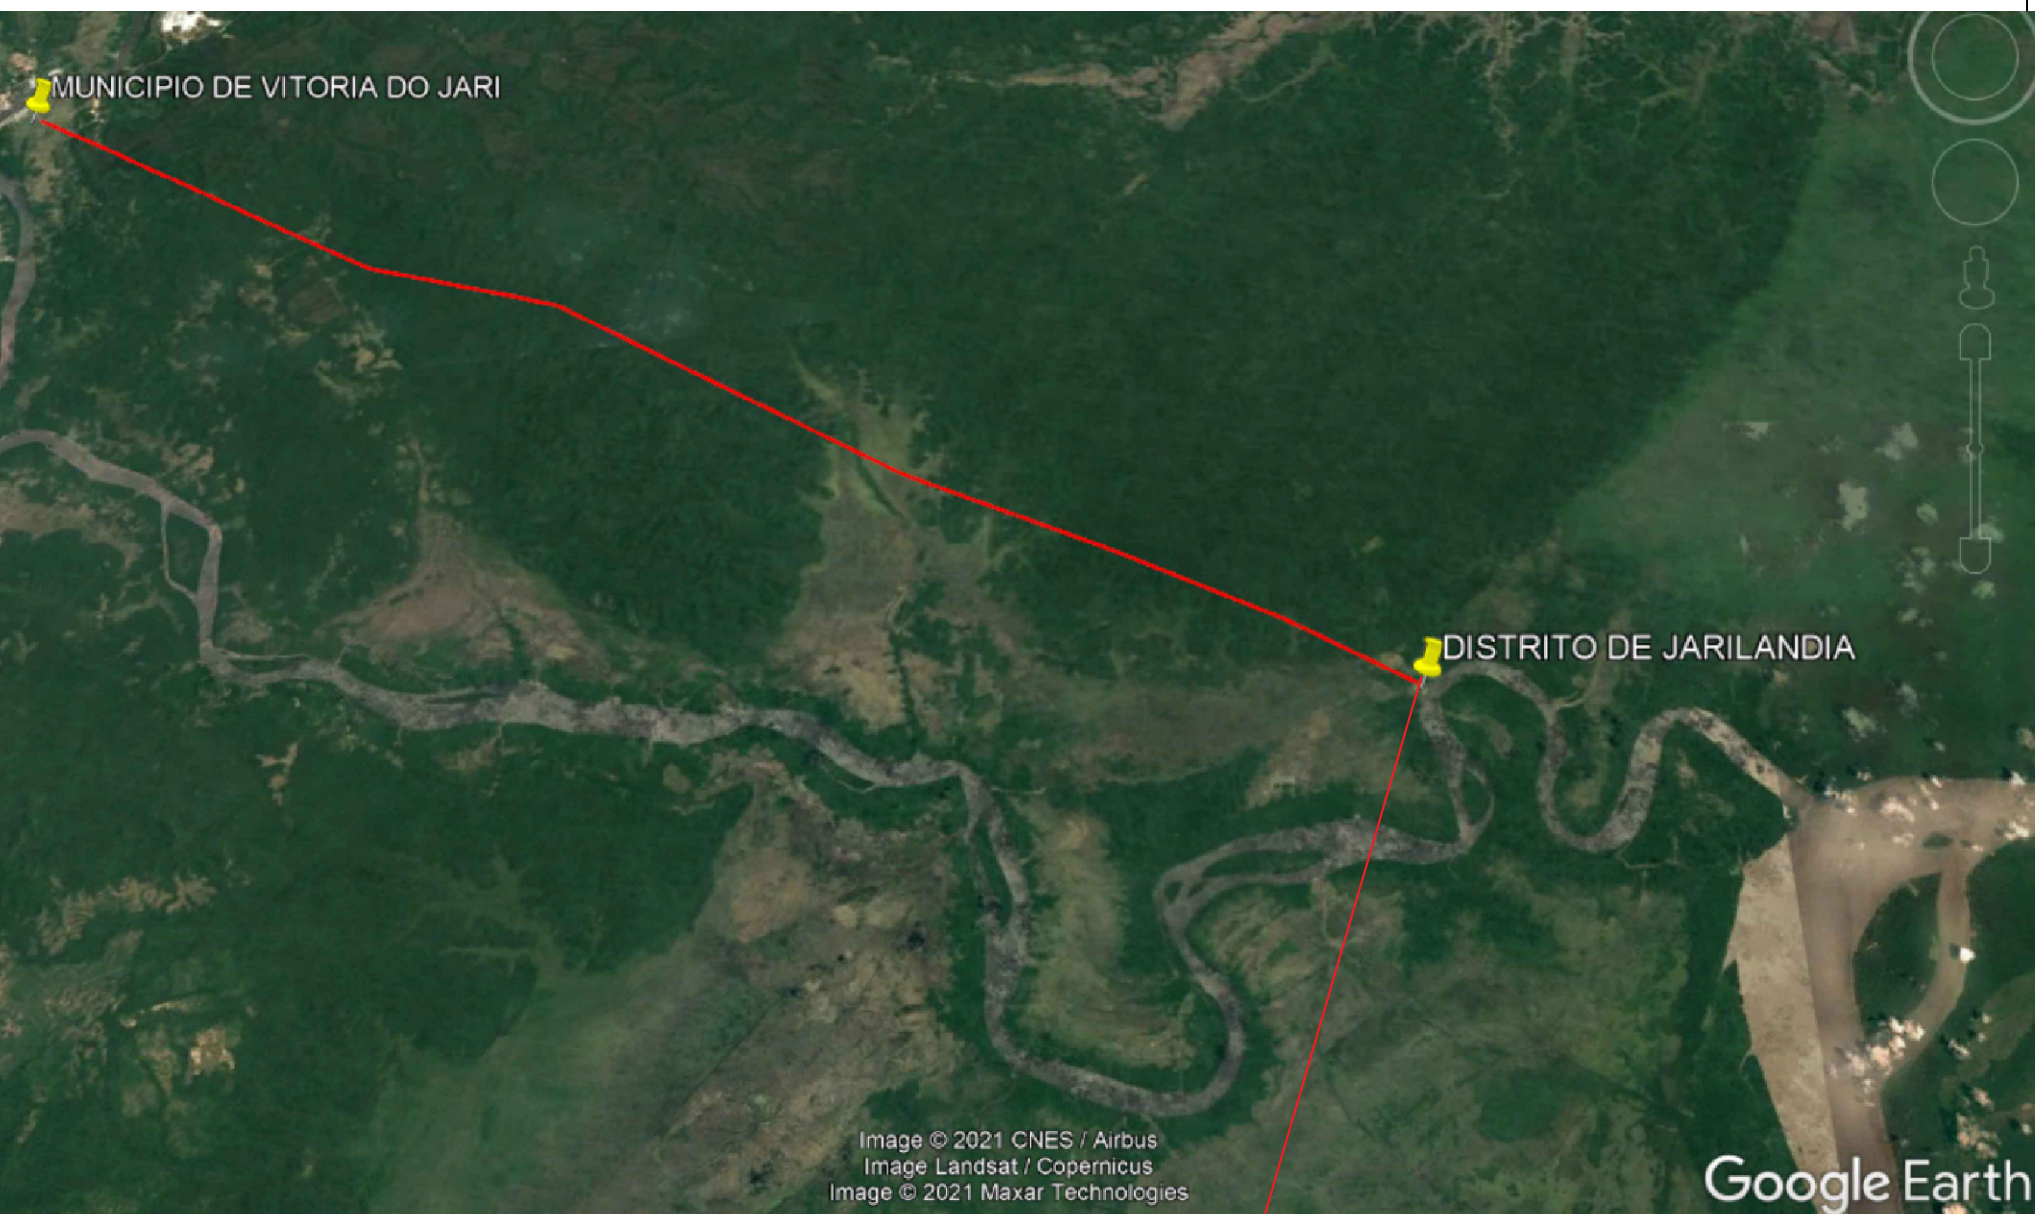 MUNICIPIO DE VITORIA DO JARI
DISTRITO DE JARILANDIA
Image © 2021 CNES / Airbus
Image Landsat / Copernicus
Image © 2021 Maxar Technologies
Google Earth